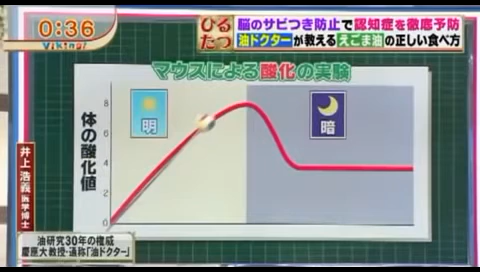 0:36
Viking!
ひるたつ
脳のサビつき防止で認知症を徹底予防
油ドクターが教えるえごま油の正しい食べ方
マウスによる酸化の実験
体の酸化値
8
6
4
2
0
明
暗
井上 浩義 医学博士
油研究30年の権威
慶應大教授・通称「油ドクター」